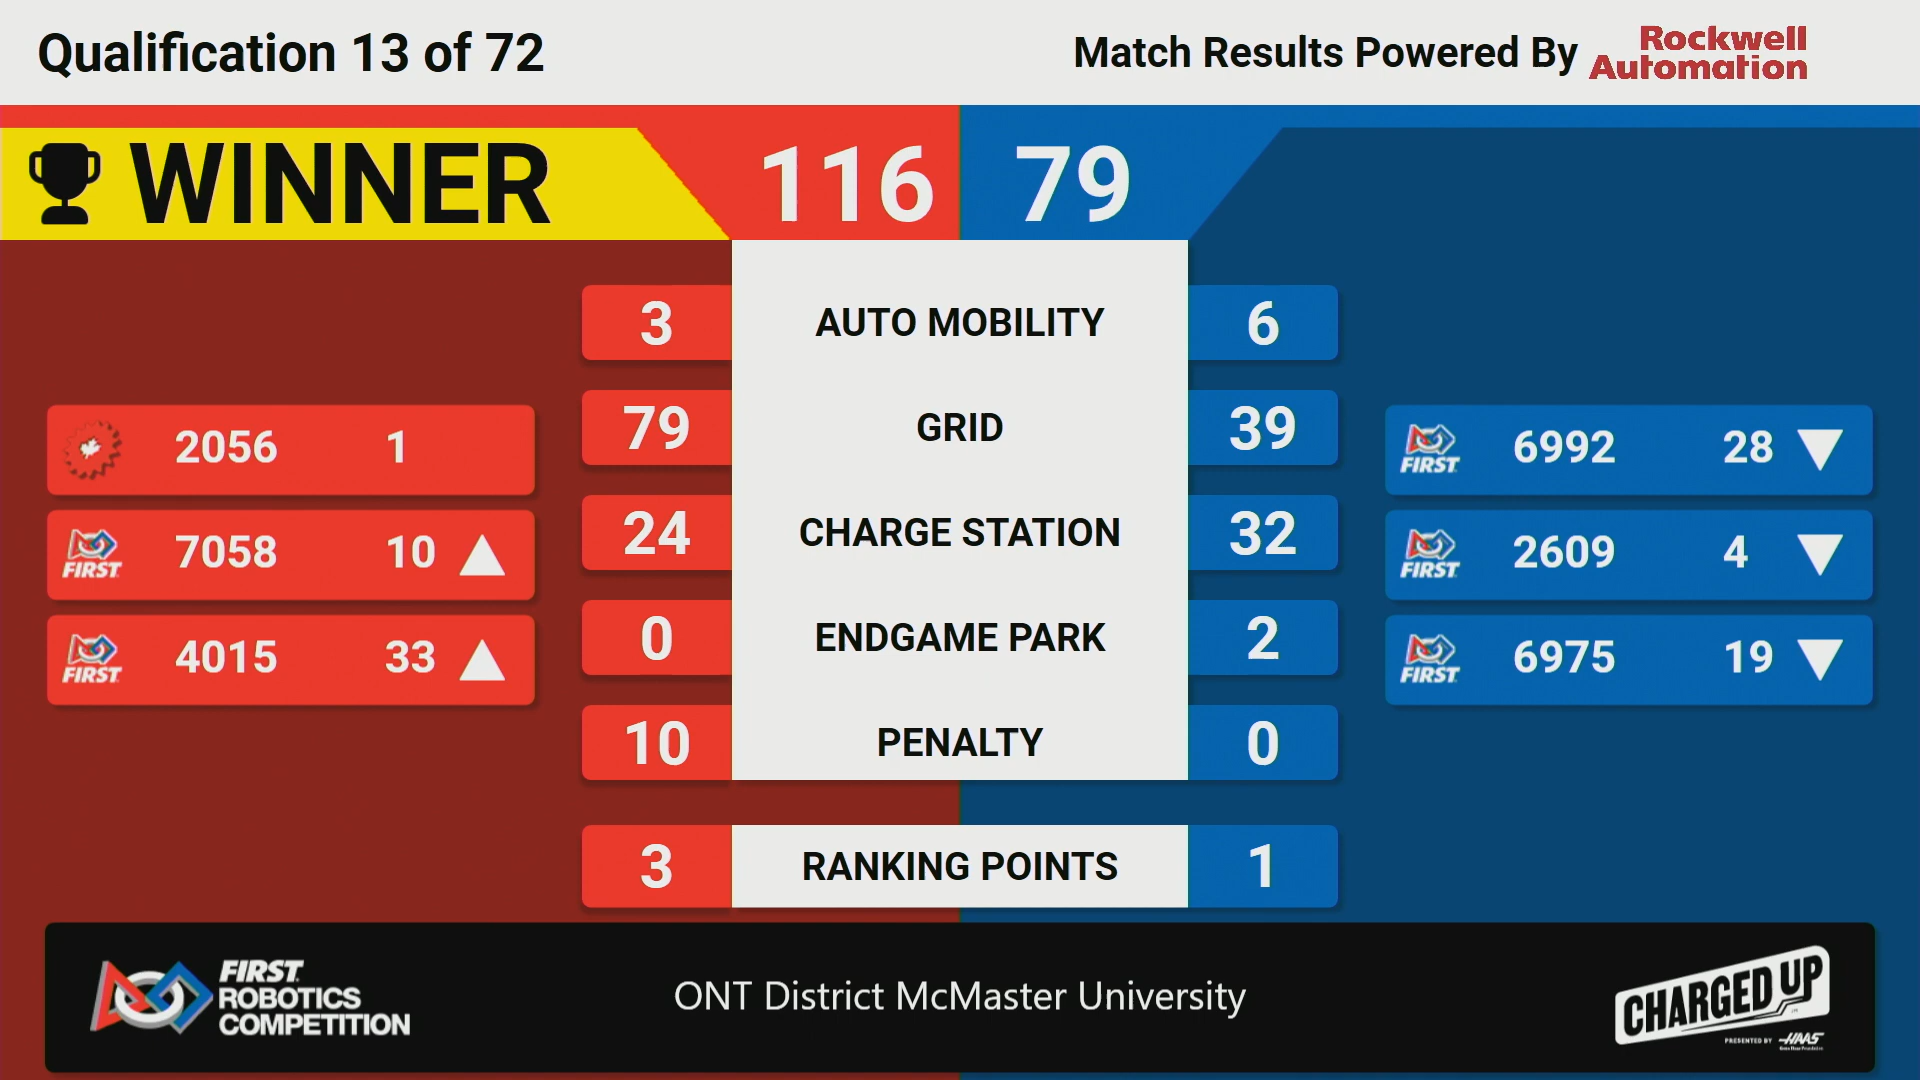 Qualification 13 of 72
Match Results Powered By Rockwell Automation
WINNER 116 79
3 AUTO MOBILITY 6
79 GRID 39
2056 1
FIRST 6992 28
24 CHARGE STATION 32
FIRST 7058 10
FIRST 2609 4
0 ENDGAME PARK 2
FIRST 4015 33
FIRST 6975 19
10 PENALTY 0
3 RANKING POINTS 1
FIRST
ROBOTICS
COMPETITION
ONT District McMaster University
CHARGED UP
PRESENTED BY HAAS